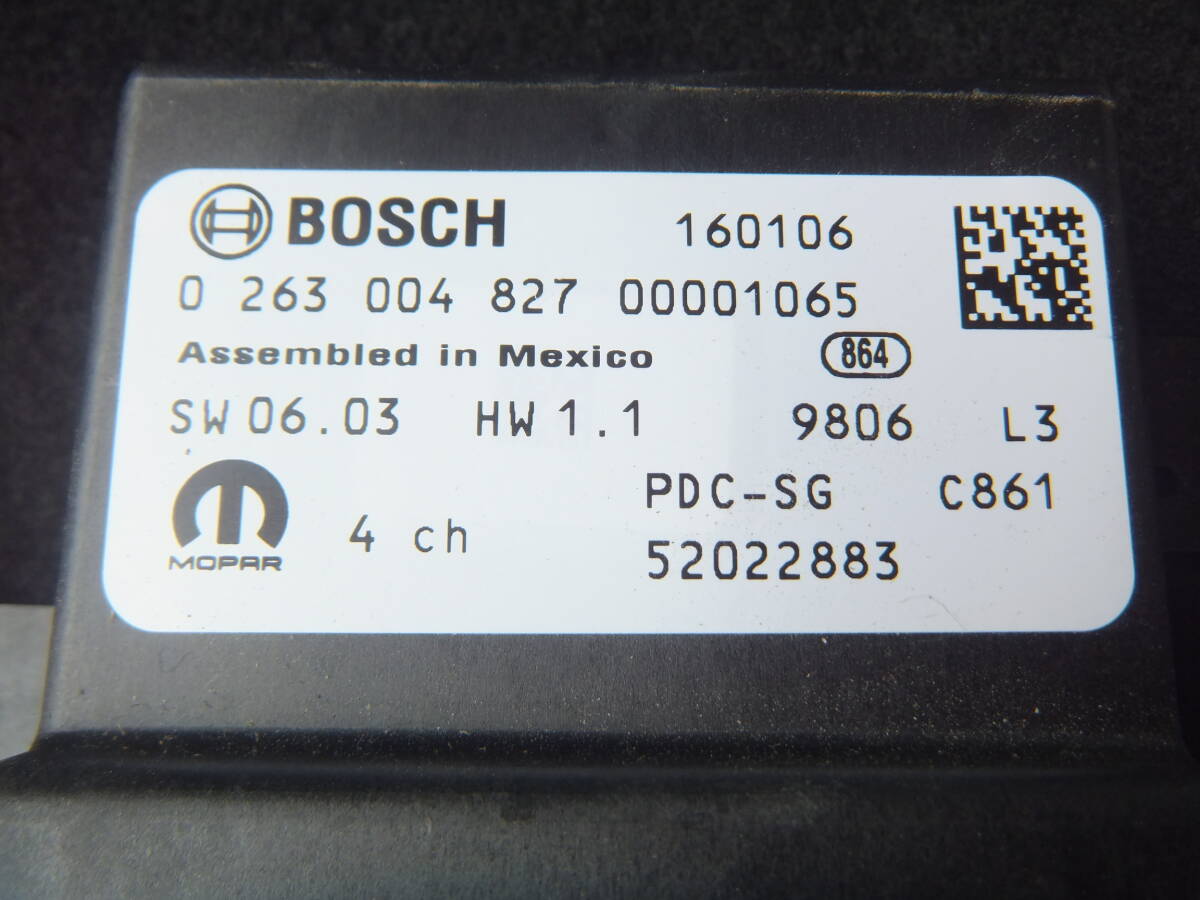 BOSCH 160106
0 263 004 827 00001065
Assembled in Mexico 864
SW 06.03 HW 1.1 9806 L3
PDC-SG C861
4 ch
MOPAR 52022883